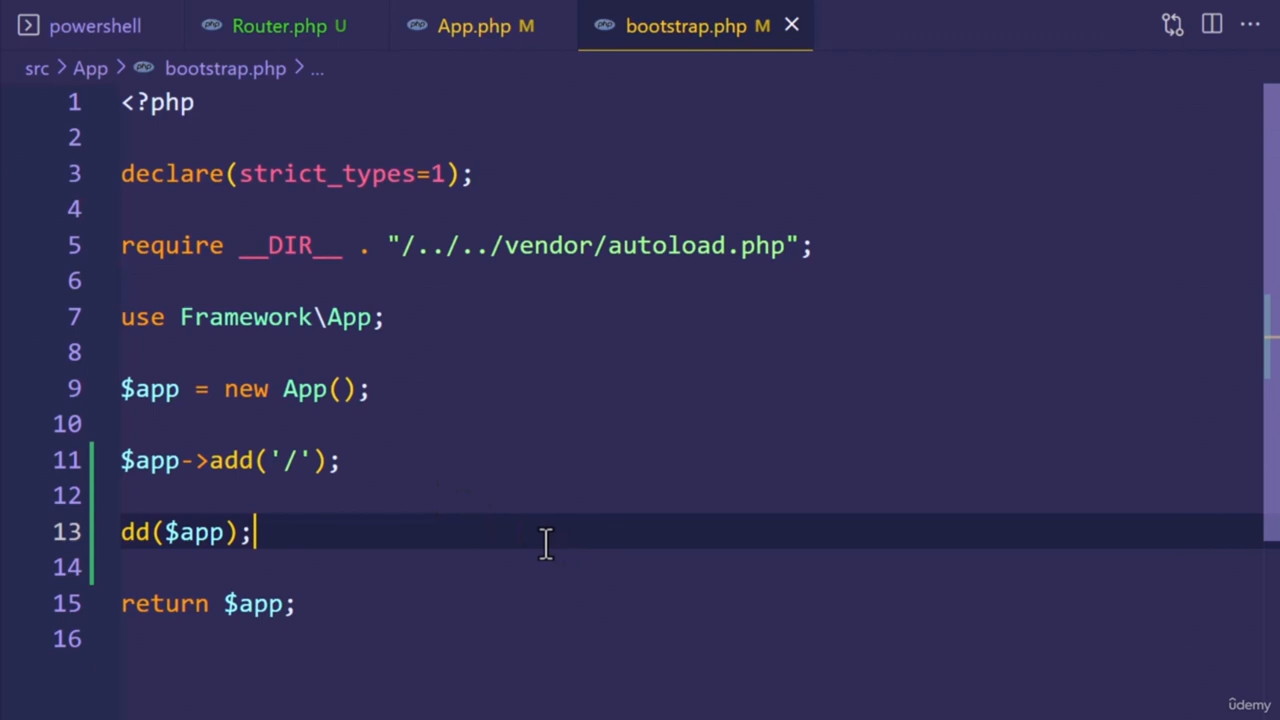 powershell
Router.php U
App.php M
bootstrap.php M
src > App > bootstrap.php > ...
1 <?php
2
3 declare(strict_types=1);
4
5 require __DIR__ . "/../../vendor/autoload.php";
6
7 use Framework\App;
8
9 $app = new App();
10
11 $app->add('/');
12
13 dd($app);
14
15 return $app;
16
ûdemy